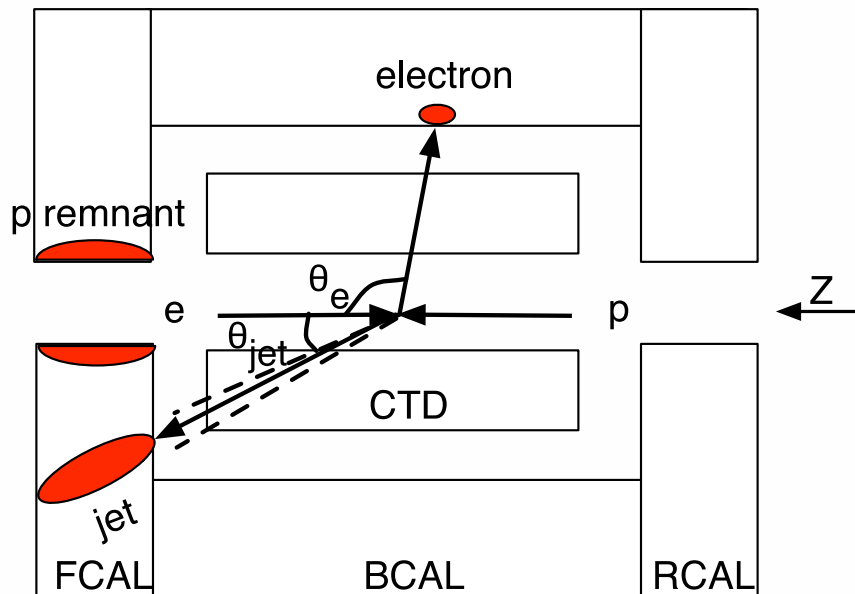 electron
p remnant
θe
Z
e
p
θjet
CTD
jet
FCAL
BCAL
RCAL